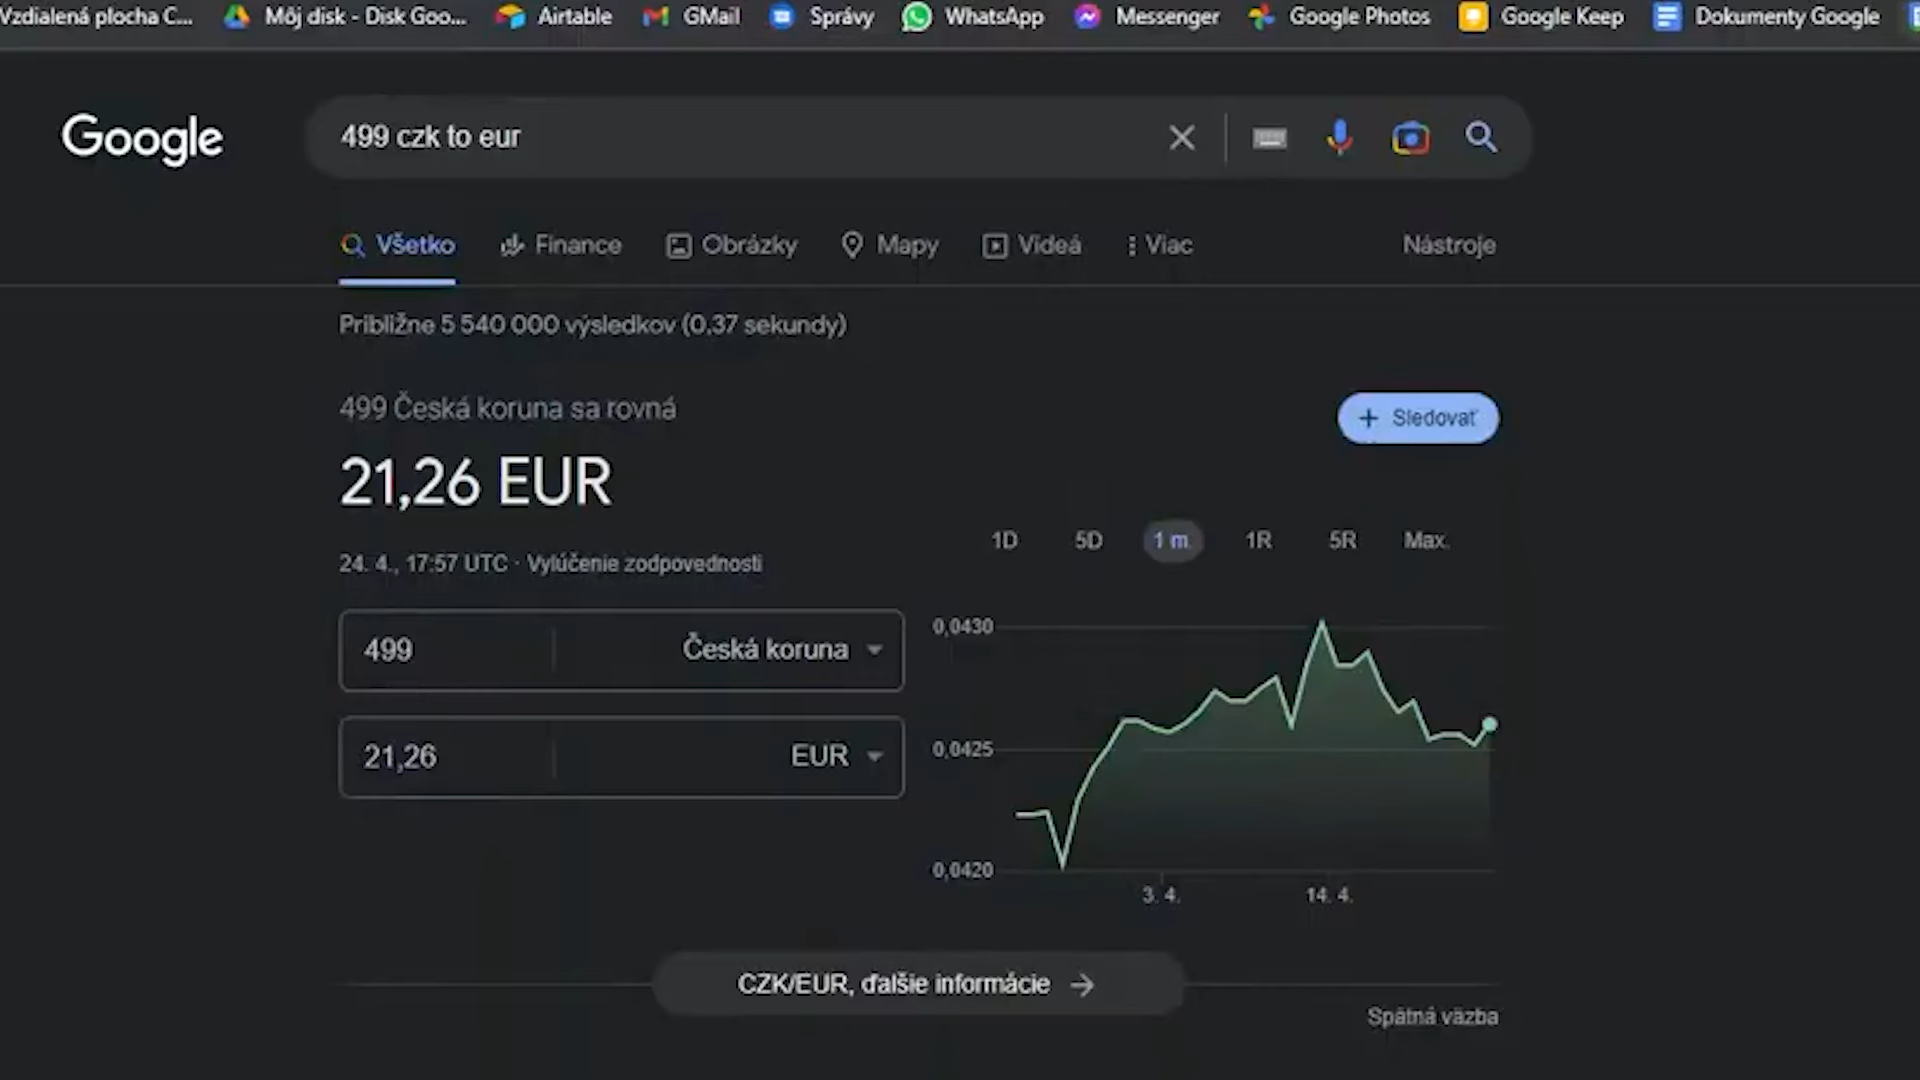 Vzdialená plocha C... Môj disk - Disk Goo... Airtable GMail Správy WhatsApp Messenger Google Photos Google Keep Dokumenty Google
Google
499 czk to eur
Všetko Finance Obrázky Mapy Videá Viac Nástroje
Približne 5 540 000 výsledkov (0,37 sekundy)
499 Česká koruna sa rovná
+ Sledovať
21,26 EUR
24. 4., 17:57 UTC · Vylúčenie zodpovednosti
1D 5D 1 m. 1R 5R Max.
499 Česká koruna
21,26 EUR
0,0430
0,0425
0,0420
3. 4. 14. 4.
CZK/EUR, ďalšie informácie →
Spätná väzba